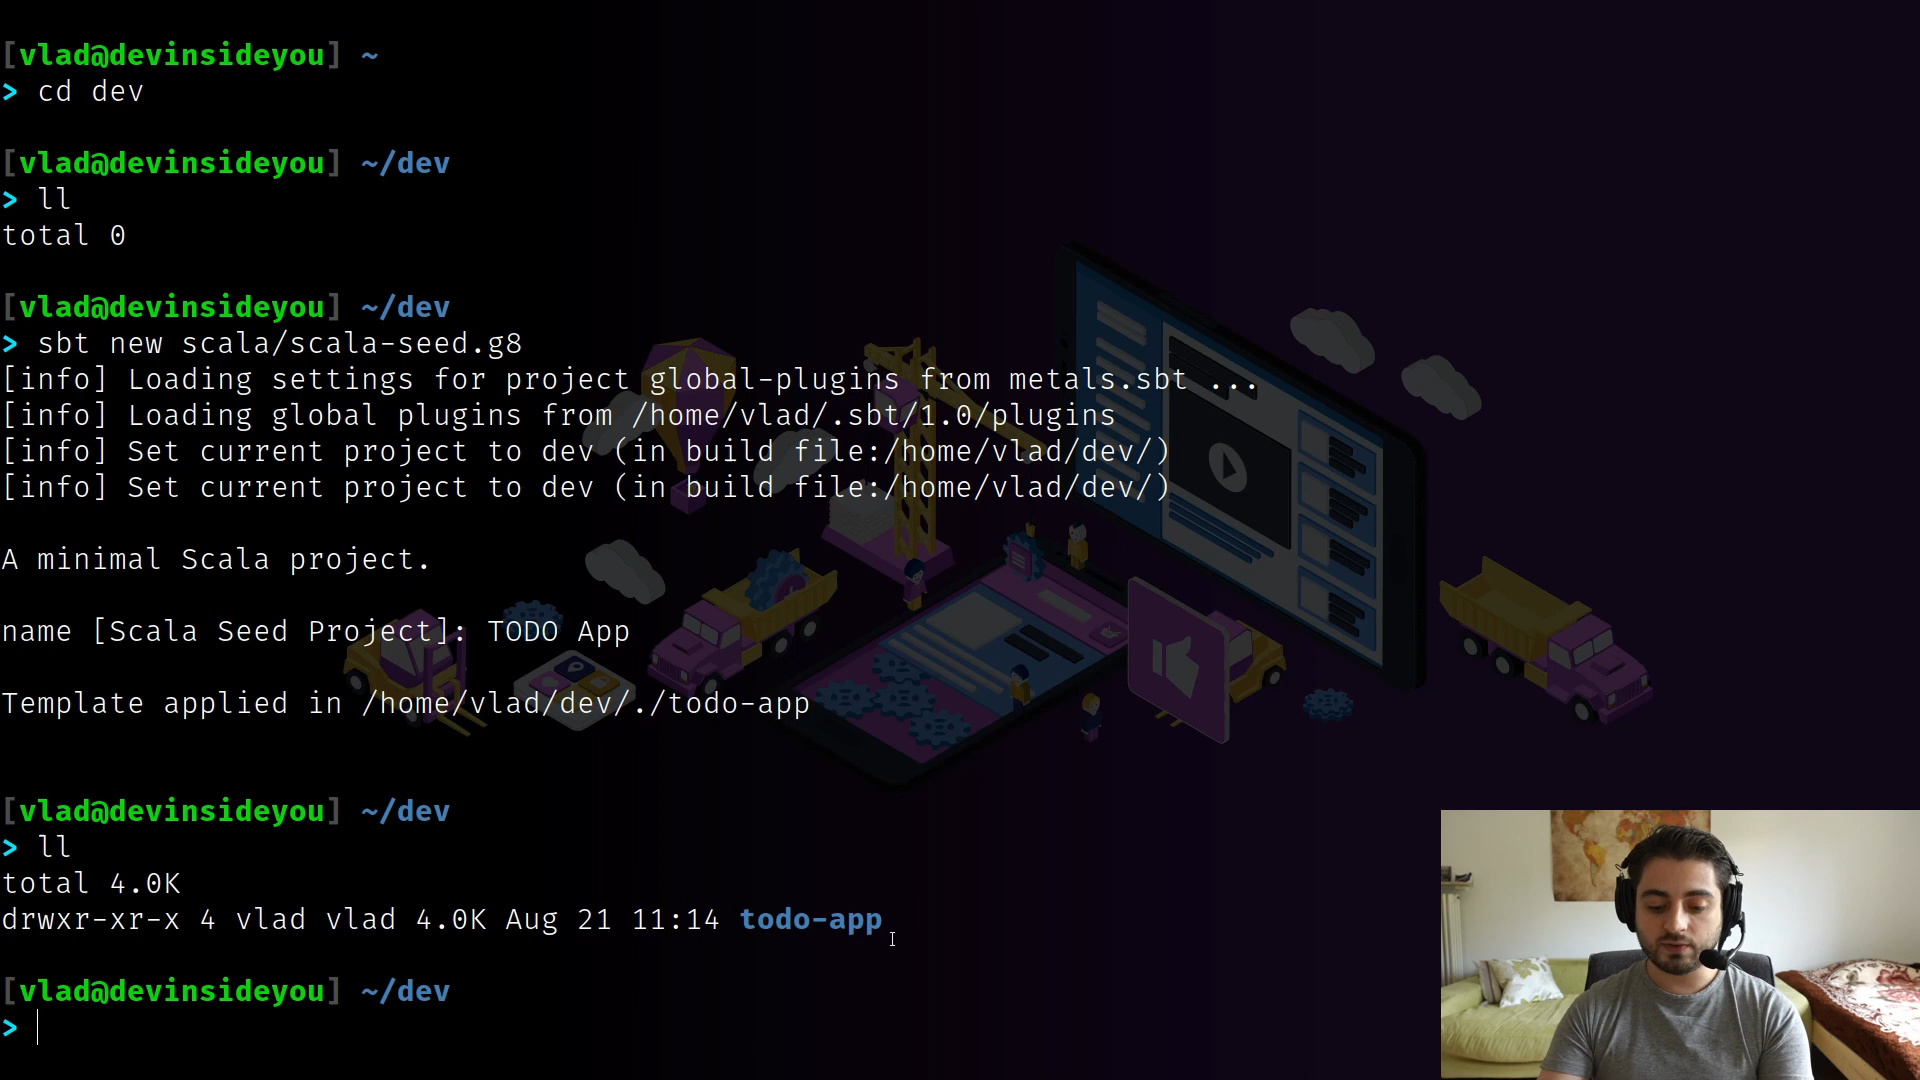 [vlad@devinsideyou] ~
> cd dev
[vlad@devinsideyou] ~/dev
> ll
total 0
[vlad@devinsideyou] ~/dev
> sbt new scala/scala-seed.g8
[info] Loading settings for project global-plugins from metals.sbt ...
[info] Loading global plugins from /home/vlad/.sbt/1.0/plugins
[info] Set current project to dev (in build file:/home/vlad/dev/)
[info] Set current project to dev (in build file:/home/vlad/dev/)
A minimal Scala project.
name [Scala Seed Project]: TODO App
Template applied in /home/vlad/dev/./todo-app
[vlad@devinsideyou] ~/dev
> ll
total 4.0K
drwxr-xr-x 4 vlad vlad 4.0K Aug 21 11:14 todo-app
[vlad@devinsideyou] ~/dev
>